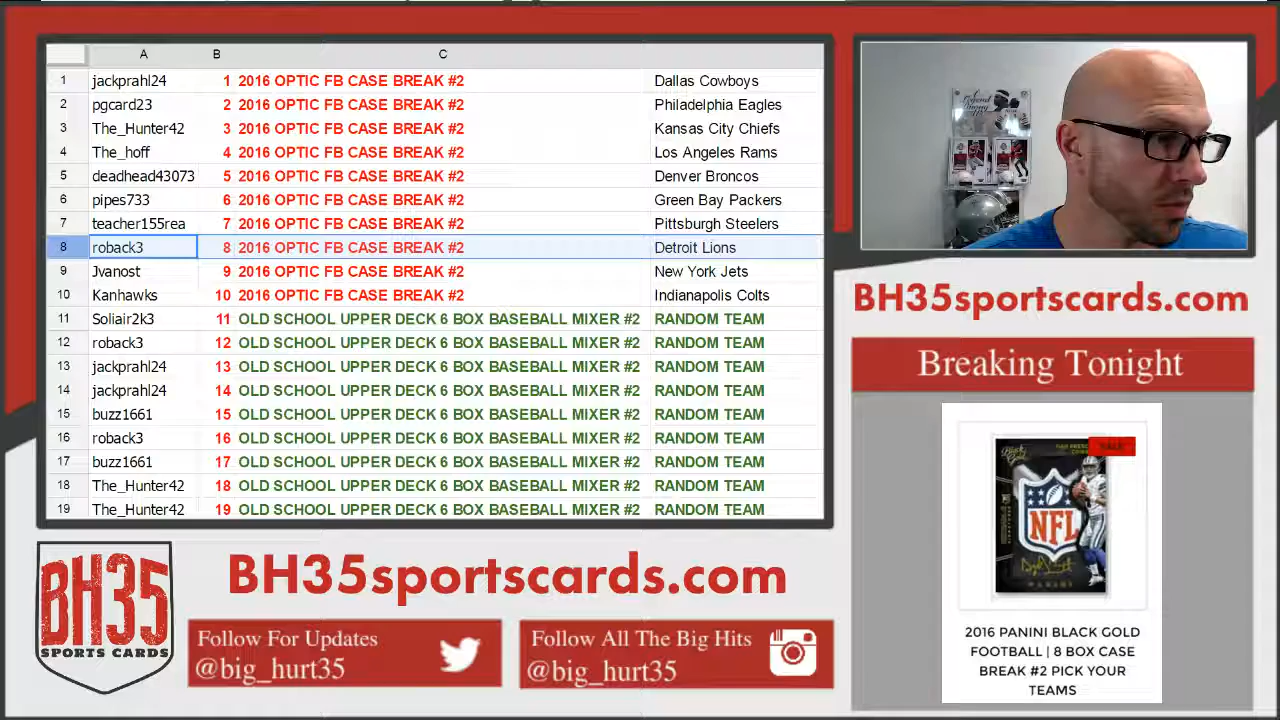 A B C
1 jackprahl24 1 2016 OPTIC FB CASE BREAK #2 Dallas Cowboys
2 pgcard23 2 2016 OPTIC FB CASE BREAK #2 Philadelphia Eagles
3 The_Hunter42 3 2016 OPTIC FB CASE BREAK #2 Kansas City Chiefs
4 The_hoff 4 2016 OPTIC FB CASE BREAK #2 Los Angeles Rams
5 deadhead43073 5 2016 OPTIC FB CASE BREAK #2 Denver Broncos
6 pipes733 6 2016 OPTIC FB CASE BREAK #2 Green Bay Packers
7 teacher155rea 7 2016 OPTIC FB CASE BREAK #2 Pittsburgh Steelers
8 roback3 8 2016 OPTIC FB CASE BREAK #2 Detroit Lions
9 Jvanost 9 2016 OPTIC FB CASE BREAK #2 New York Jets
10 Kanhawks 10 2016 OPTIC FB CASE BREAK #2 Indianapolis Colts
11 Soliair2k3 11 OLD SCHOOL UPPER DECK 6 BOX BASEBALL MIXER #2 RANDOM TEAM
12 roback3 12 OLD SCHOOL UPPER DECK 6 BOX BASEBALL MIXER #2 RANDOM TEAM
13 jackprahl24 13 OLD SCHOOL UPPER DECK 6 BOX BASEBALL MIXER #2 RANDOM TEAM
14 jackprahl24 14 OLD SCHOOL UPPER DECK 6 BOX BASEBALL MIXER #2 RANDOM TEAM
15 buzz1661 15 OLD SCHOOL UPPER DECK 6 BOX BASEBALL MIXER #2 RANDOM TEAM
16 roback3 16 OLD SCHOOL UPPER DECK 6 BOX BASEBALL MIXER #2 RANDOM TEAM
17 buzz1661 17 OLD SCHOOL UPPER DECK 6 BOX BASEBALL MIXER #2 RANDOM TEAM
18 The_Hunter42 18 OLD SCHOOL UPPER DECK 6 BOX BASEBALL MIXER #2 RANDOM TEAM
19 The_Hunter42 19 OLD SCHOOL UPPER DECK 6 BOX BASEBALL MIXER #2 RANDOM TEAM
BH35sportscards.com
Breaking Tonight
SALE
NFL
2016 PANINI BLACK GOLD
FOOTBALL | 8 BOX CASE
BREAK #2 PICK YOUR
TEAMS
BH35
SPORTS CARDS
BH35sportscards.com
Follow For Updates
@big_hurt35
Follow All The Big Hits
@big_hurt35